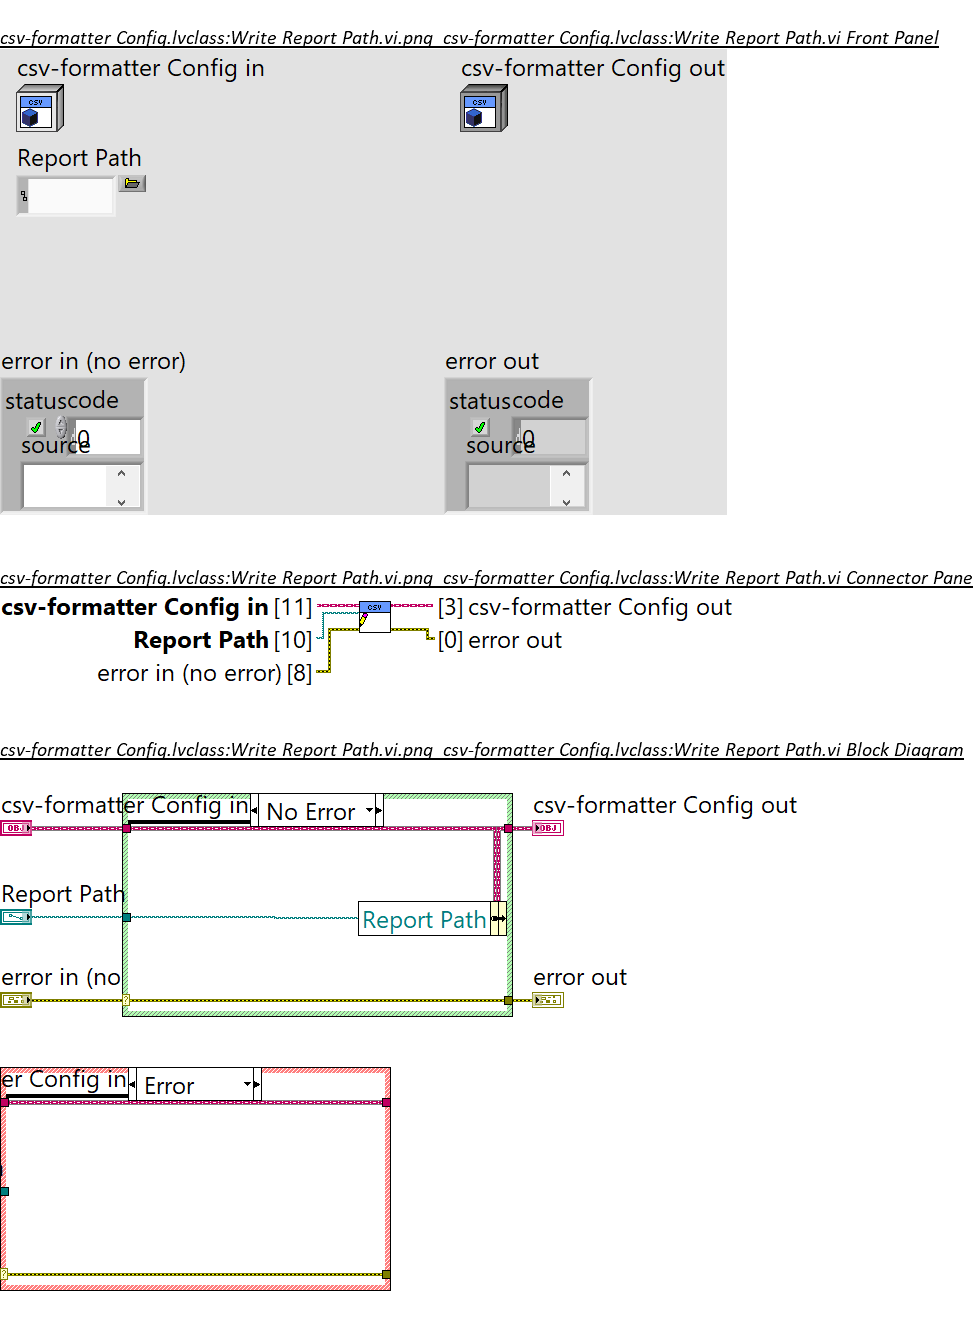 csv-formatter Config.lvclass:Write Report Path.vi.png csv-formatter Config.lvclass:Write Report Path.vi Front Panel
csv-formatter Config in
csv-formatter Config out
CSV
CSV
Report Path
error in (no error)
error out
status code
status code
0
0
source
source
csv-formatter Config.lvclass:Write Report Path.vi.png csv-formatter Config.lvclass:Write Report Path.vi Connector Pane
csv-formatter Config in [11]
CSV
[3] csv-formatter Config out
Report Path [10]
[0] error out
error in (no error) [8]
csv-formatter Config.lvclass:Write Report Path.vi.png csv-formatter Config.lvclass:Write Report Path.vi Block Diagram
csv-formatter Config in
No Error
csv-formatter Config out
OBJ
OBJ
Report Path
Report Path
error in (no
error out
?
er Config in
Error
?